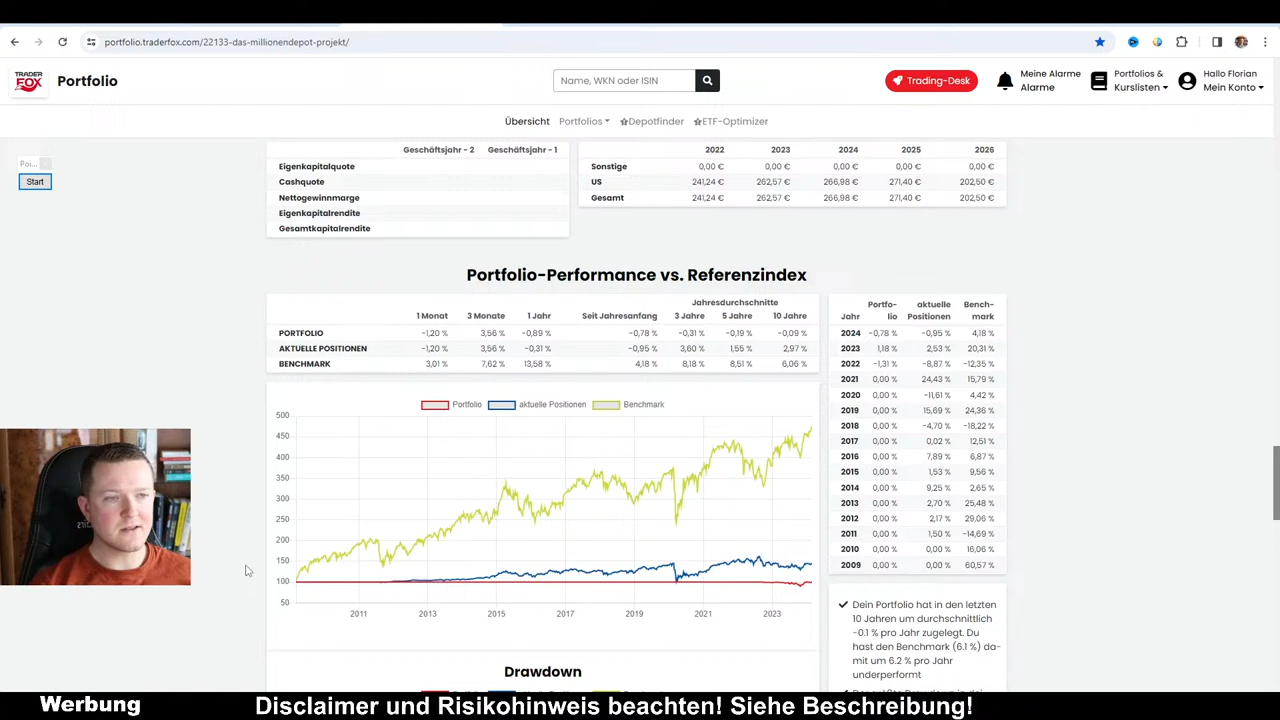 portfolio.traderfox.com/22133-das-millionendepot-projekt/
TRADER FOX
Portfolio
Name, WKN oder ISIN
Trading-Desk
Meine Alarme
Alarme
Portfolios &
Kurslisten
Hallo Florian
Mein Konto
Übersicht Portfolios Depotfinder ETF-Optimizer
Poi...
Start
Geschäftsjahr - 2 Geschäftsjahr - 1
Eigenkapitalquote
Cashquote
Nettogewinnmarge
Eigenkapitalrendite
Gesamtkapitalrendite
2022 2023 2024 2025 2026
Sonstige 0,00 € 0,00 € 0,00 € 0,00 € 0,00 €
US 241,24 € 262,57 € 266,98 € 271,40 € 202,50 €
Gesamt 241,24 € 262,57 € 266,98 € 271,40 € 202,50 €
Portfolio-Performance vs. Referenzindex
Jahresdurchschnitte
1 Monat 3 Monate 1 Jahr Seit Jahresanfang 3 Jahre 5 Jahre 10 Jahre
PORTFOLIO -1,20 % 3,56 % -0,89 % -0,78 % -0,31 % -0,19 % -0,09 %
AKTUELLE POSITIONEN -1,20 % 3,56 % -0,31 % -0,95 % 3,60 % 1,55 % 2,97 %
BENCHMARK 3,01 % 7,62 % 13,58 % 4,18 % 8,18 % 8,51 % 6,06 %
Portfolio aktuelle Positionen Benchmark
500
450
400
350
300
250
200
150
100
50
2011 2013 2015 2017 2019 2021 2023
Drawdown
Portfo- aktuelle Bench-
Jahr lio Positionen mark
2024 -0,78 % -0,95 % 4,18 %
2023 1,18 % 2,53 % 20,31 %
2022 -1,31 % -8,87 % -12,35 %
2021 0,00 % 24,43 % 15,79 %
2020 0,00 % -11,61 % 4,42 %
2019 0,00 % 15,69 % 24,36 %
2018 0,00 % -4,70 % -18,22 %
2017 0,00 % 0,02 % 12,51 %
2016 0,00 % 7,89 % 6,87 %
2015 0,00 % 1,53 % 9,56 %
2014 0,00 % 9,25 % 2,65 %
2013 0,00 % 2,70 % 25,48 %
2012 0,00 % 2,17 % 29,06 %
2011 0,00 % 1,50 % -14,69 %
2010 0,00 % 0,00 % 16,06 %
2009 0,00 % 0,00 % 60,57 %
Dein Portfolio hat in den letzten
10 Jahren um durchschnittlich
-0.1 % pro Jahr zugelegt. Du
hast den Benchmark (6.1 %) da-
mit um 6.2 % pro Jahr
underperformt
Werbung Disclaimer und Risikohinweis beachten! Siehe Beschreibung!